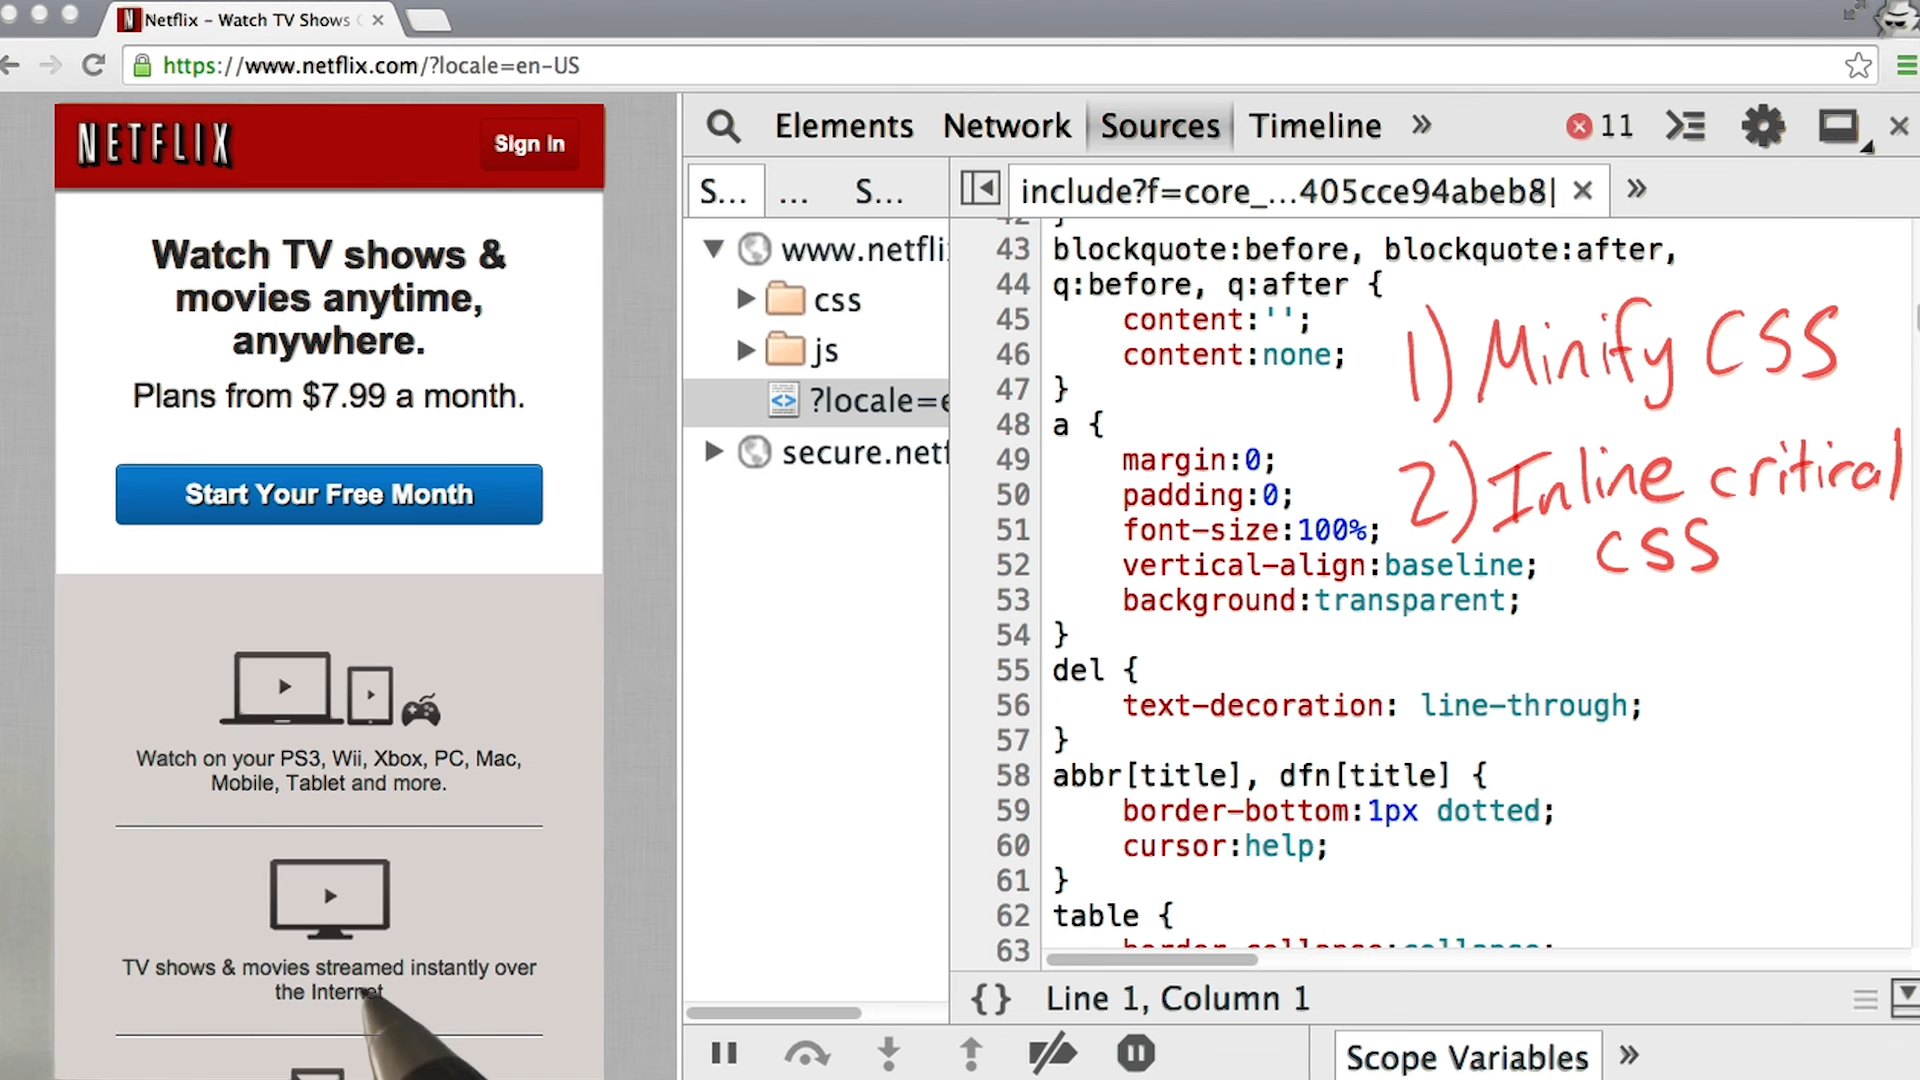 Netflix – Watch TV Shows
https://www.netflix.com/?locale=en-US
NETFLIX
Sign In
Watch TV shows &
movies anytime,
anywhere.
Plans from $7.99 a month.
Start Your Free Month
Watch on your PS3, Wii, Xbox, PC, Mac,
Mobile, Tablet and more.
TV shows & movies streamed instantly over
the Internet
Elements Network Sources Timeline » 11
S... ... S...
www.netfli
css
js
?locale=e
secure.netf
include?f=core_...405cce94abeb8| »
42 }
43 blockquote:before, blockquote:after,
44 q:before, q:after {
45 content:'';
46 content:none;
47 }
48 a {
49 margin:0;
50 padding:0;
51 font-size:100%;
52 vertical-align:baseline;
53 background:transparent;
54 }
55 del {
56 text-decoration: line-through;
57 }
58 abbr[title], dfn[title] {
59 border-bottom:1px dotted;
60 cursor:help;
61 }
62 table {
63 border-collapse:collapse;
1) Minify CSS
2) Inline critical
CSS
{} Line 1, Column 1
Scope Variables »